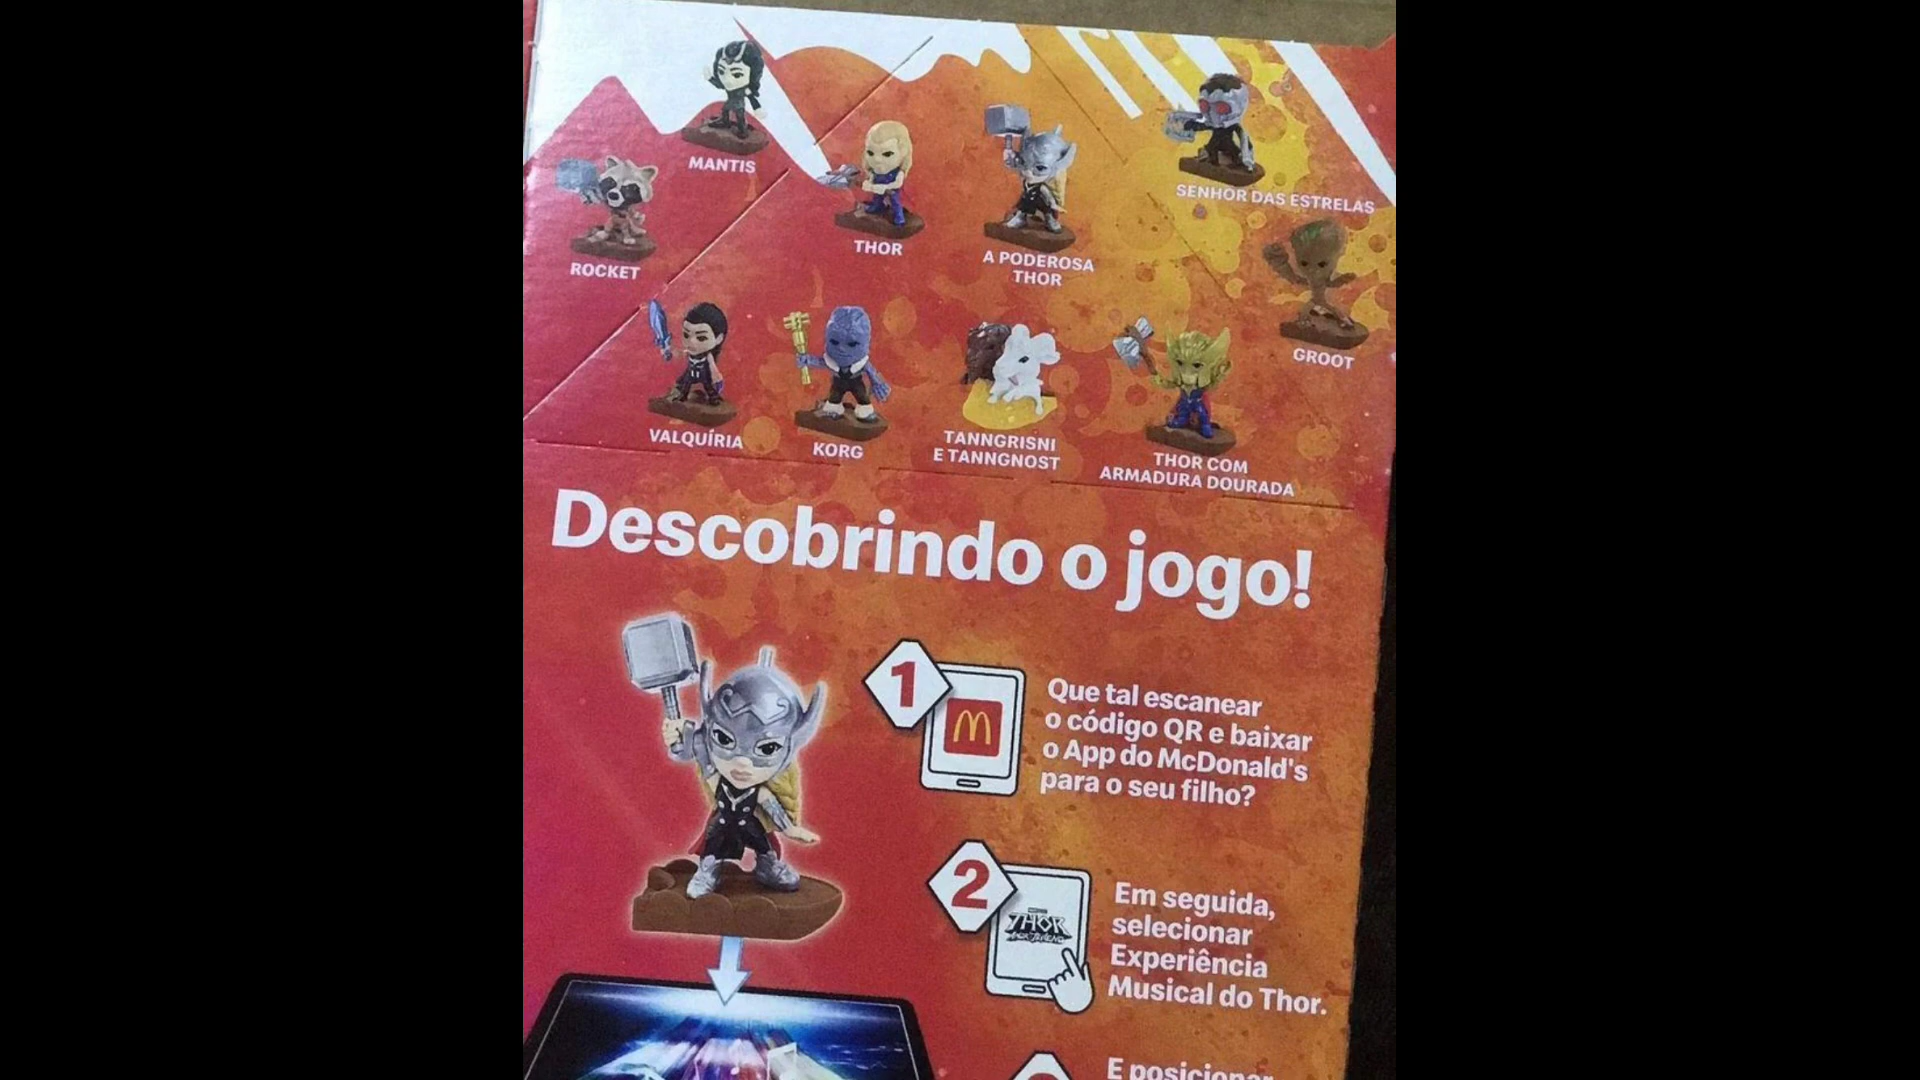 MANTIS
ROCKET
THOR
A PODEROSA
THOR
SENHOR DAS ESTRELAS
GROOT
VALQUÍRIA
KORG
TANNGRISNI
E TANNGNOST
THOR COM
ARMADURA DOURADA
Descobrindo o jogo!
1
Que tal escanear
o código QR e baixar
o App do McDonald's
para o seu filho?
2
THOR
Em seguida,
selecionar
Experiência
Musical do Thor.
E posicionar